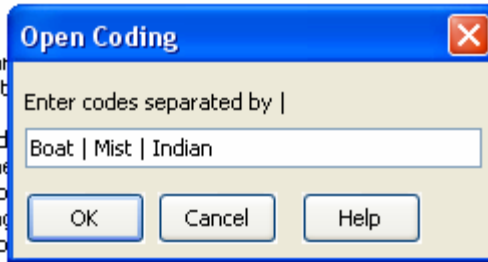 Open Coding
Enter codes separated by |
Boat | Mist | Indian
OK Cancel Help